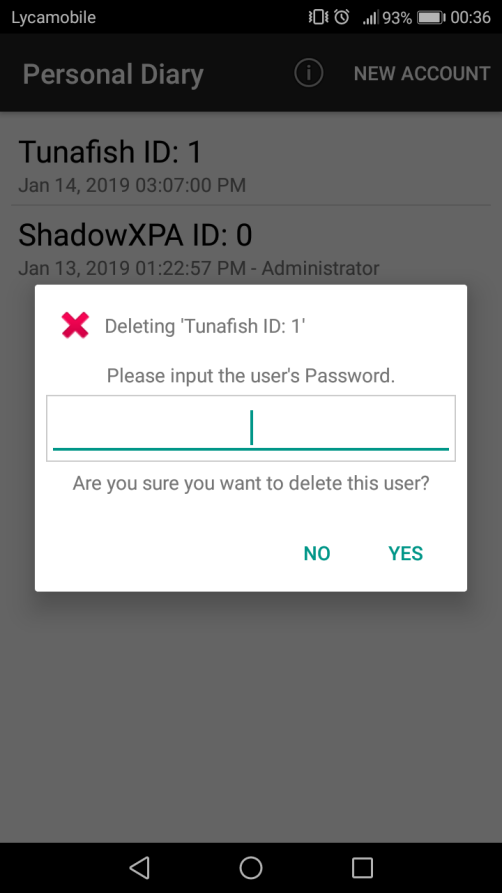 Lycamobile 93% 00:36
Personal Diary NEW ACCOUNT
Tunafish ID: 1
Jan 14, 2019 03:07:00 PM
ShadowXPA ID: 0
Jan 13, 2019 01:22:57 PM - Administrator
Deleting 'Tunafish ID: 1'
Please input the user's Password.
Are you sure you want to delete this user?
NO YES